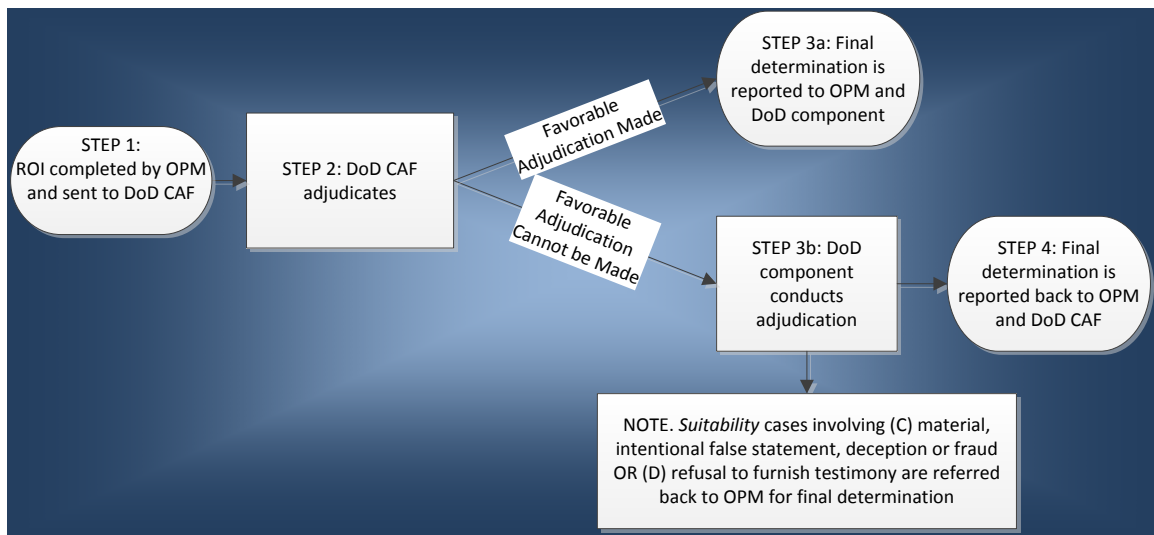 STEP 1:
ROI completed by OPM
and sent to DoD CAF
STEP 2: DoD CAF
adjudicates
Favorable
Adjudication Made
STEP 3a: Final
determination is
reported to OPM and
DoD component
Favorable
Adjudication
Cannot be Made
STEP 3b: DoD
component
conducts
adjudication
STEP 4: Final
determination is
reported back to OPM
and DoD CAF
NOTE. Suitability cases involving (C) material,
intentional false statement, deception or fraud
OR (D) refusal to furnish testimony are referred
back to OPM for final determination